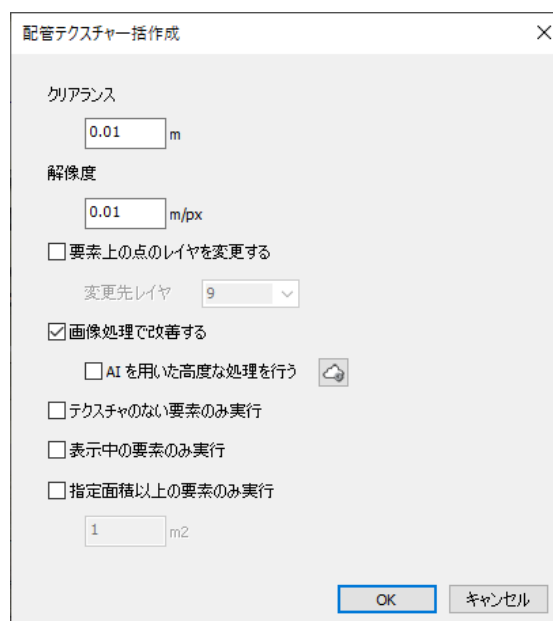 配管テクスチャ一括作成
クリアランス
0.01 m
解像度
0.01 m/px
要素上の点のレイヤを変更する
変更先レイヤ 9
画像処理で改善する
AIを用いた高度な処理を行う
テクスチャのない要素のみ実行
表示中の要素のみ実行
指定面積以上の要素のみ実行
1 m2
OK キャンセル